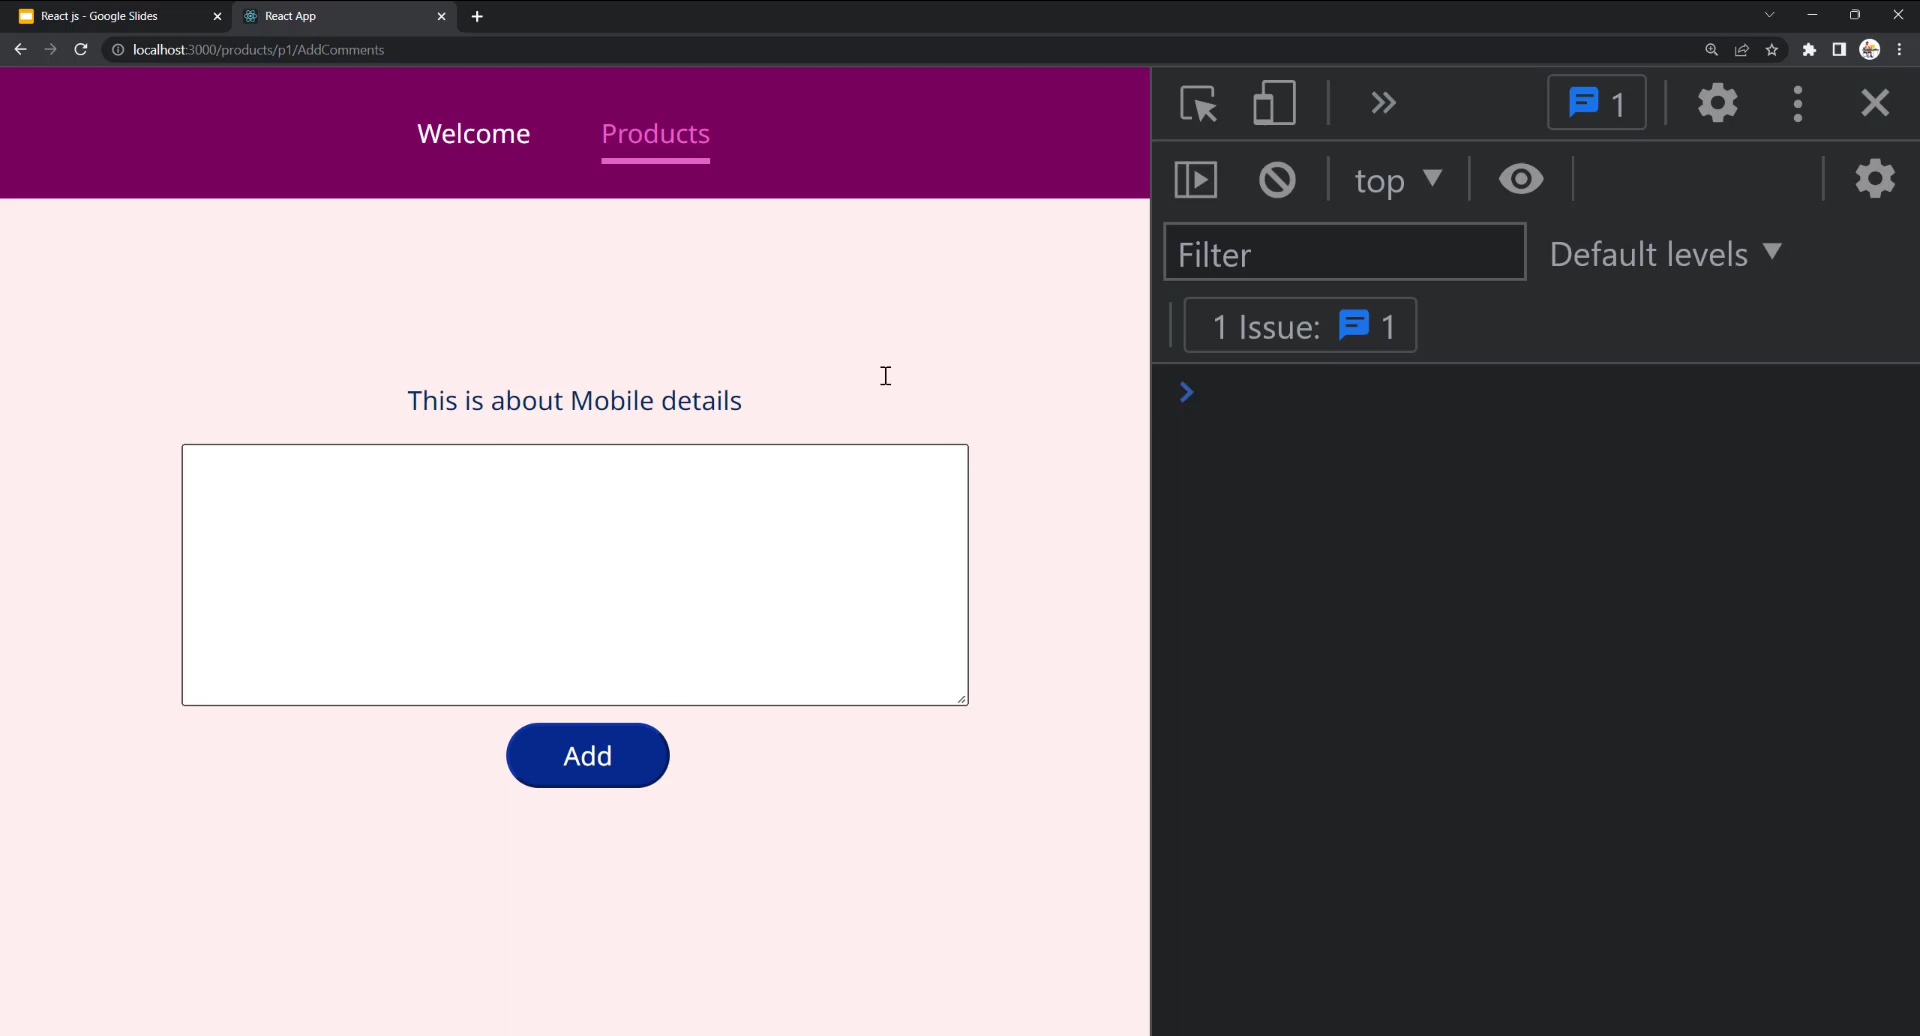 React js - Google Slides
React App
localhost:3000/products/p1/AddComments
Welcome
Products
This is about Mobile details
Add
1
top
Filter
Default levels
1 Issue: 1